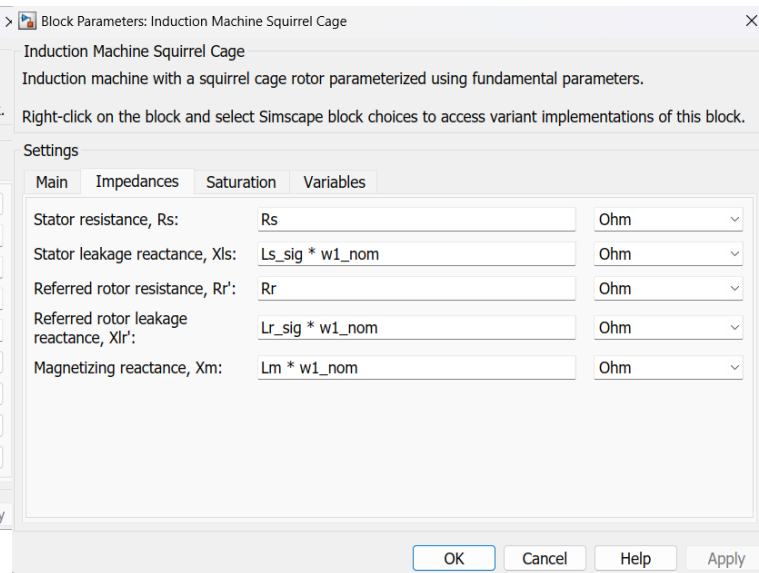 Block Parameters: Induction Machine Squirrel Cage
Induction Machine Squirrel Cage
Induction machine with a squirrel cage rotor parameterized using fundamental parameters.
Right-click on the block and select Simscape block choices to access variant implementations of this block.
Settings
Main Impedances Saturation Variables
Stator resistance, Rs: Rs Ohm
Stator leakage reactance, Xls: Ls_sig * w1_nom Ohm
Referred rotor resistance, Rr': Rr Ohm
Referred rotor leakage
reactance, Xlr': Lr_sig * w1_nom Ohm
Magnetizing reactance, Xm: Lm * w1_nom Ohm
OK Cancel Help Apply